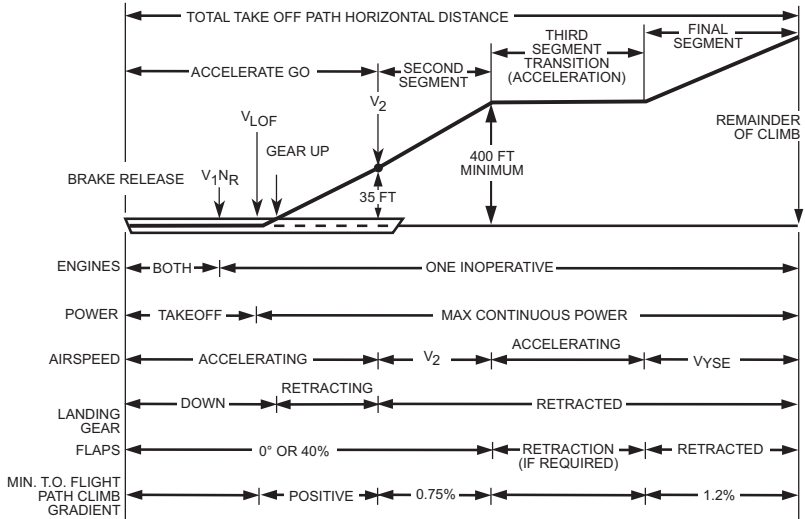 TOTAL TAKE OFF PATH HORIZONTAL DISTANCE
FINAL
SEGMENT
THIRD
SEGMENT
TRANSITION
(ACCELERATION)
ACCELERATE GO
SECOND
SEGMENT
V2
VLOF
GEAR UP
REMAINDER
OF CLIMB
400 FT
MINIMUM
BRAKE RELEASE
V1NR
35 FT
ENGINES BOTH ONE INOPERATIVE
POWER TAKEOFF MAX CONTINUOUS POWER
AIRSPEED ACCELERATING V2 ACCELERATING VYSE
LANDING
GEAR
DOWN RETRACTING RETRACTED
FLAPS 0° OR 40% RETRACTION
(IF REQUIRED)
RETRACTED
MIN. T.O. FLIGHT
PATH CLIMB
GRADIENT
POSITIVE 0.75% 1.2%